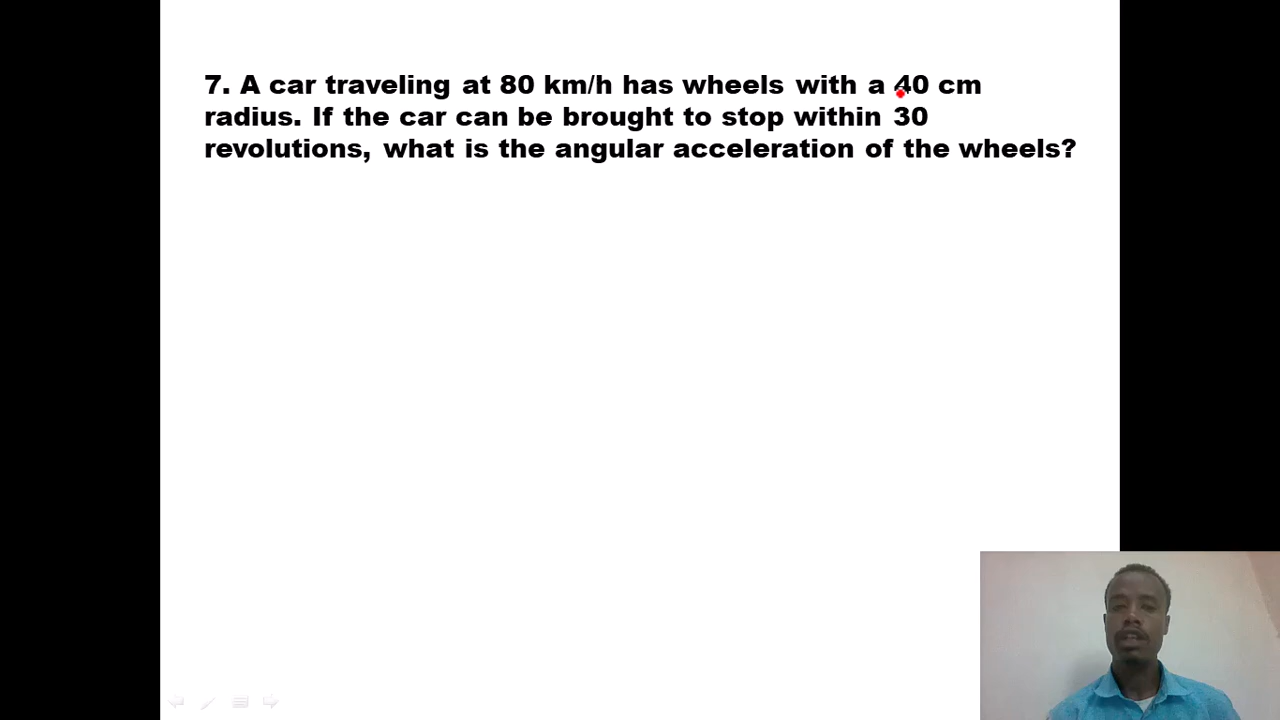 7. A car traveling at 80 km/h has wheels with a 40 cm
radius. If the car can be brought to stop within 30
revolutions, what is the angular acceleration of the wheels?